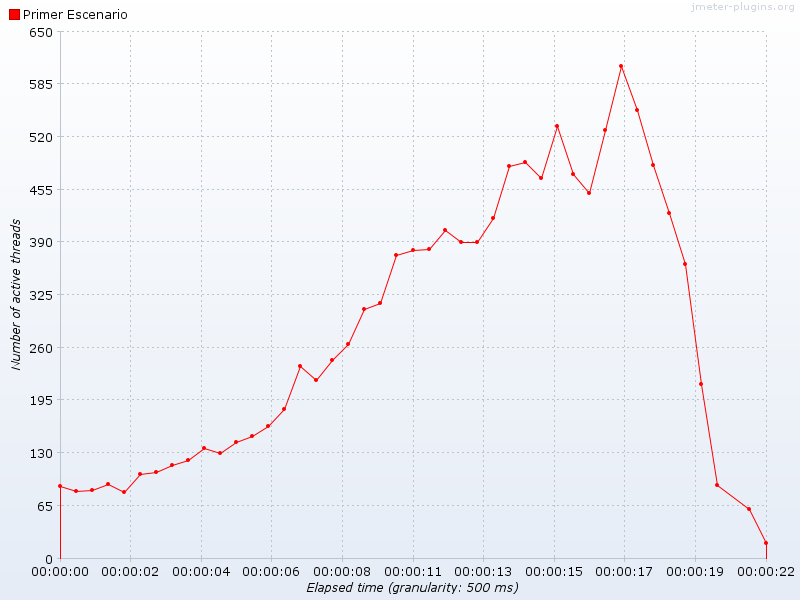 jmeter-plugins.org
Primer Escenario
650
585
520
455
390
325
260
195
130
65
0
Number of active threads
00:00:00 00:00:02 00:00:04 00:00:06 00:00:08 00:00:11 00:00:13 00:00:15 00:00:17 00:00:19 00:00:22
Elapsed time (granularity: 500 ms)